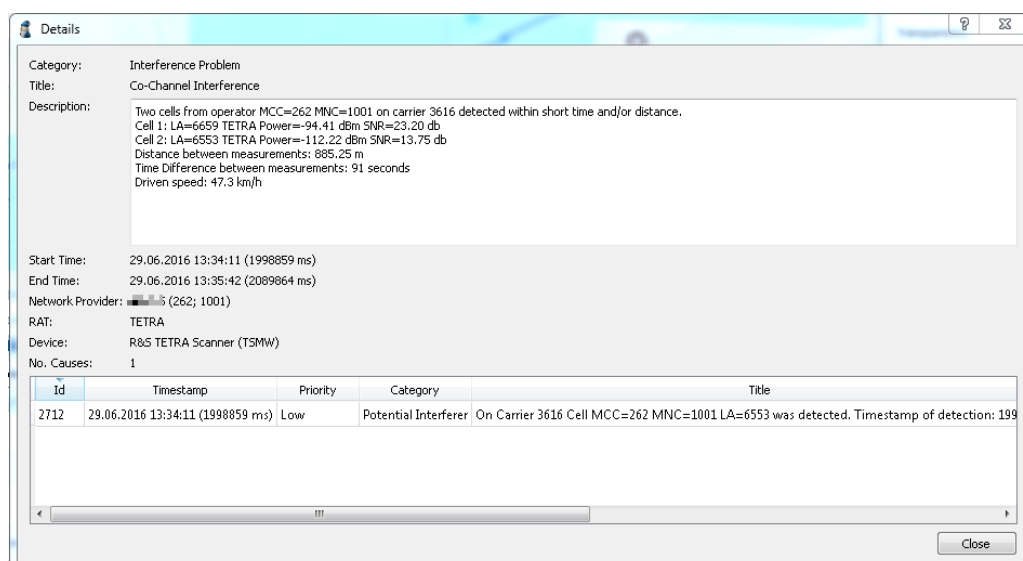 Details
Category: Interference Problem
Title: Co-Channel Interference
Description: Two cells from operator MCC=262 MNC=1001 on carrier 3616 detected within short time and/or distance.
Cell 1: LA=6659 TETRA Power=-94.41 dBm SNR=23.20 db
Cell 2: LA=6553 TETRA Power=-112.22 dBm SNR=13.75 db
Distance between measurements: 885.25 m
Time Difference between measurements: 91 seconds
Driven speed: 47.3 km/h
Start Time: 29.06.2016 13:34:11 (1998859 ms)
End Time: 29.06.2016 13:35:42 (2089864 ms)
Network Provider: (262; 1001)
RAT: TETRA
Device: R&S TETRA Scanner (TSMW)
No. Causes: 1
Id Timestamp Priority Category Title
2712 29.06.2016 13:34:11 (1998859 ms) Low Potential Interferer On Carrier 3616 Cell MCC=262 MNC=1001 LA=6553 was detected. Timestamp of detection: 199
Close